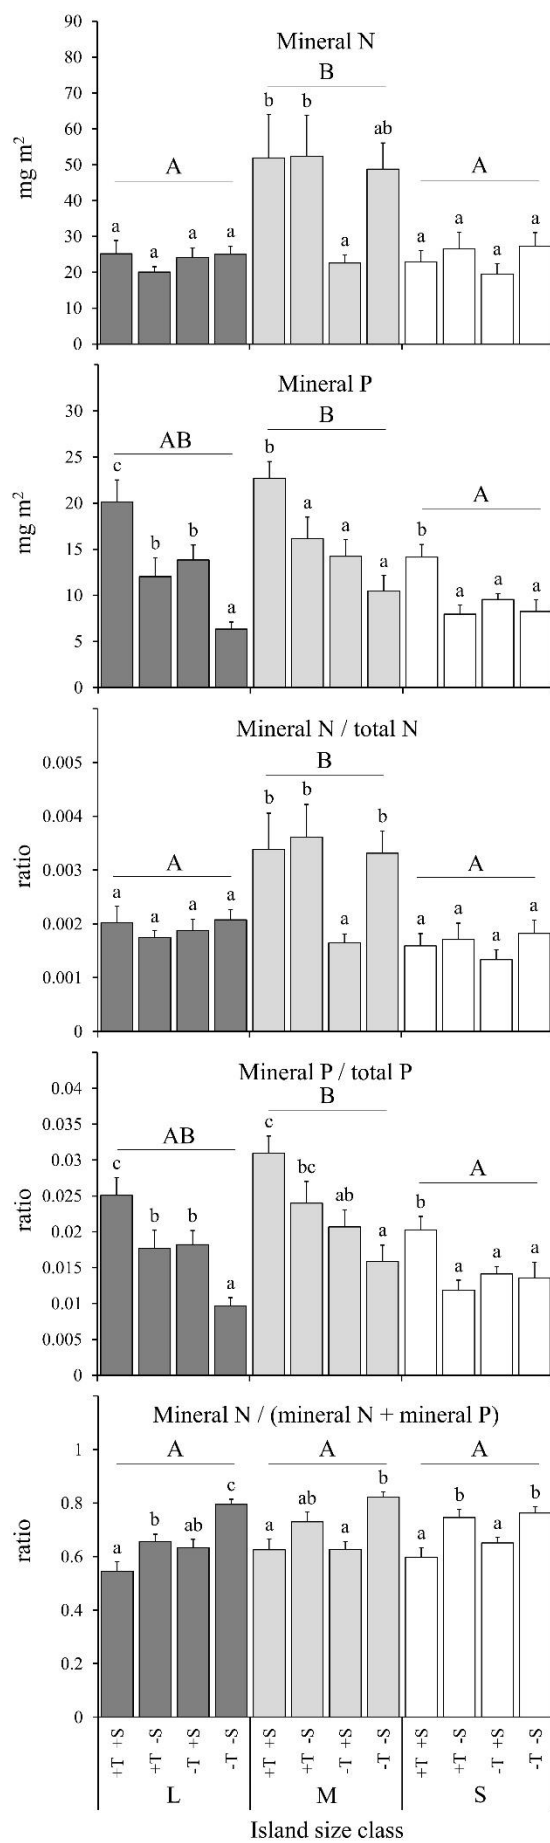 Mineral N
B
90
80
70
60
50
40
30
20
10
0
mg m²
A
A
a a a a
b b a ab
a a a a
Mineral P
B
30
25
20
15
10
5
0
mg m²
AB
A
c b b a
b a a a
b a a a
Mineral N / total N
B
0.005
0.004
0.003
0.002
0.001
0
ratio
A
A
a a a a
b b a b
a a a a
Mineral P / total P
B
0.04
0.035
0.03
0.025
0.02
0.015
0.01
0.005
0
ratio
AB
A
c b b a
c bc ab a
b a a a
Mineral N / (mineral N + mineral P)
A A A
1
0.8
0.6
0.4
0.2
0
ratio
a b ab c
a ab a b
a b a b
+T +S
+T -S
-T +S
-T -S
+T +S
+T -S
-T +S
-T -S
+T +S
+T -S
-T +S
-T -S
L M S
Island size class